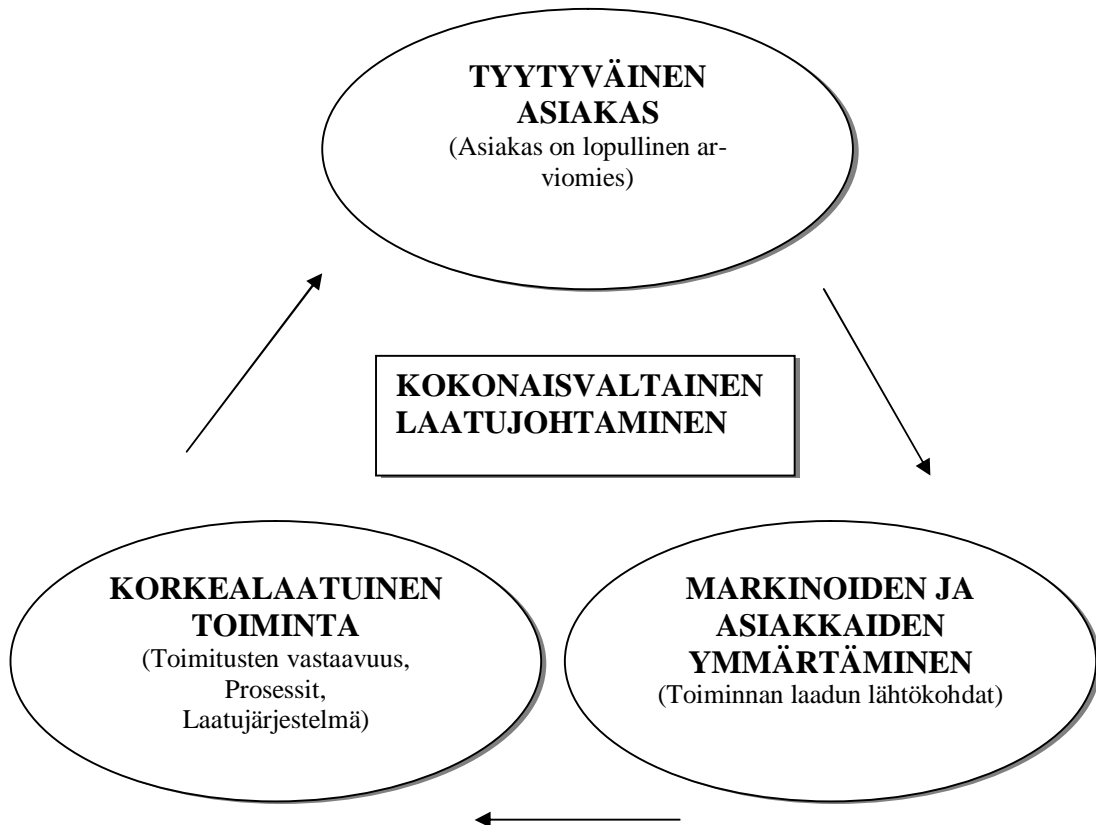 TYYTYVÄINEN
ASIAKAS
(Asiakas on lopullinen ar-
viomies)
KOKONAISVALTAINEN
LAATUJOHTAMINEN
KORKEALAATUINEN
TOIMINTA
(Toimitusten vastaavuus,
Prosessit,
Laatujärjestelmä)
MARKINOIDEN JA
ASIAKKAIDEN
YMMÄRTÄMINEN
(Toiminnan laadun lähtökohdat)